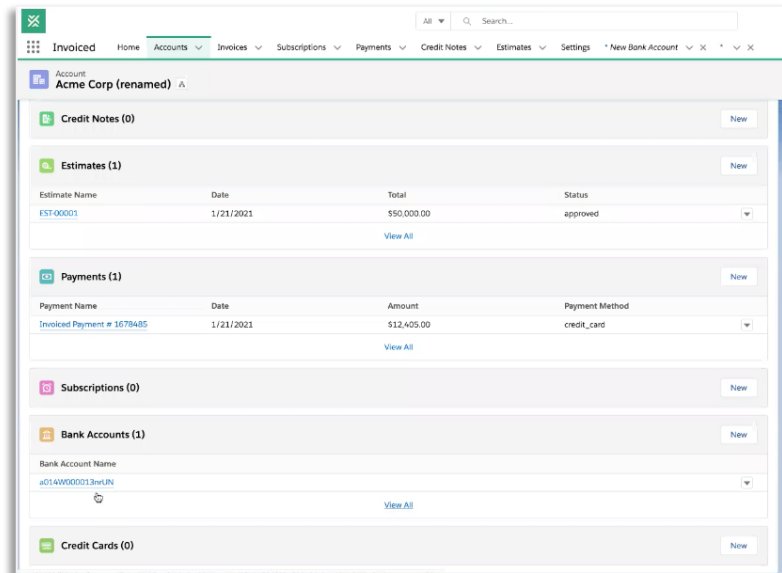 All Search...
Invoiced Home Accounts Invoices Subscriptions Payments Credit Notes Estimates Settings * New Bank Account *
Account
Acme Corp (renamed)
Credit Notes (0) New
Estimates (1) New
Estimate Name Date Total Status
EST-00001 1/21/2021 $50,000.00 approved
View All
Payments (1) New
Payment Name Date Amount Payment Method
Invoiced Payment # 1678485 1/21/2021 $12,405.00 credit_card
View All
Subscriptions (0) New
Bank Accounts (1) New
Bank Account Name
a014W000013nrUN
View All
Credit Cards (0) New